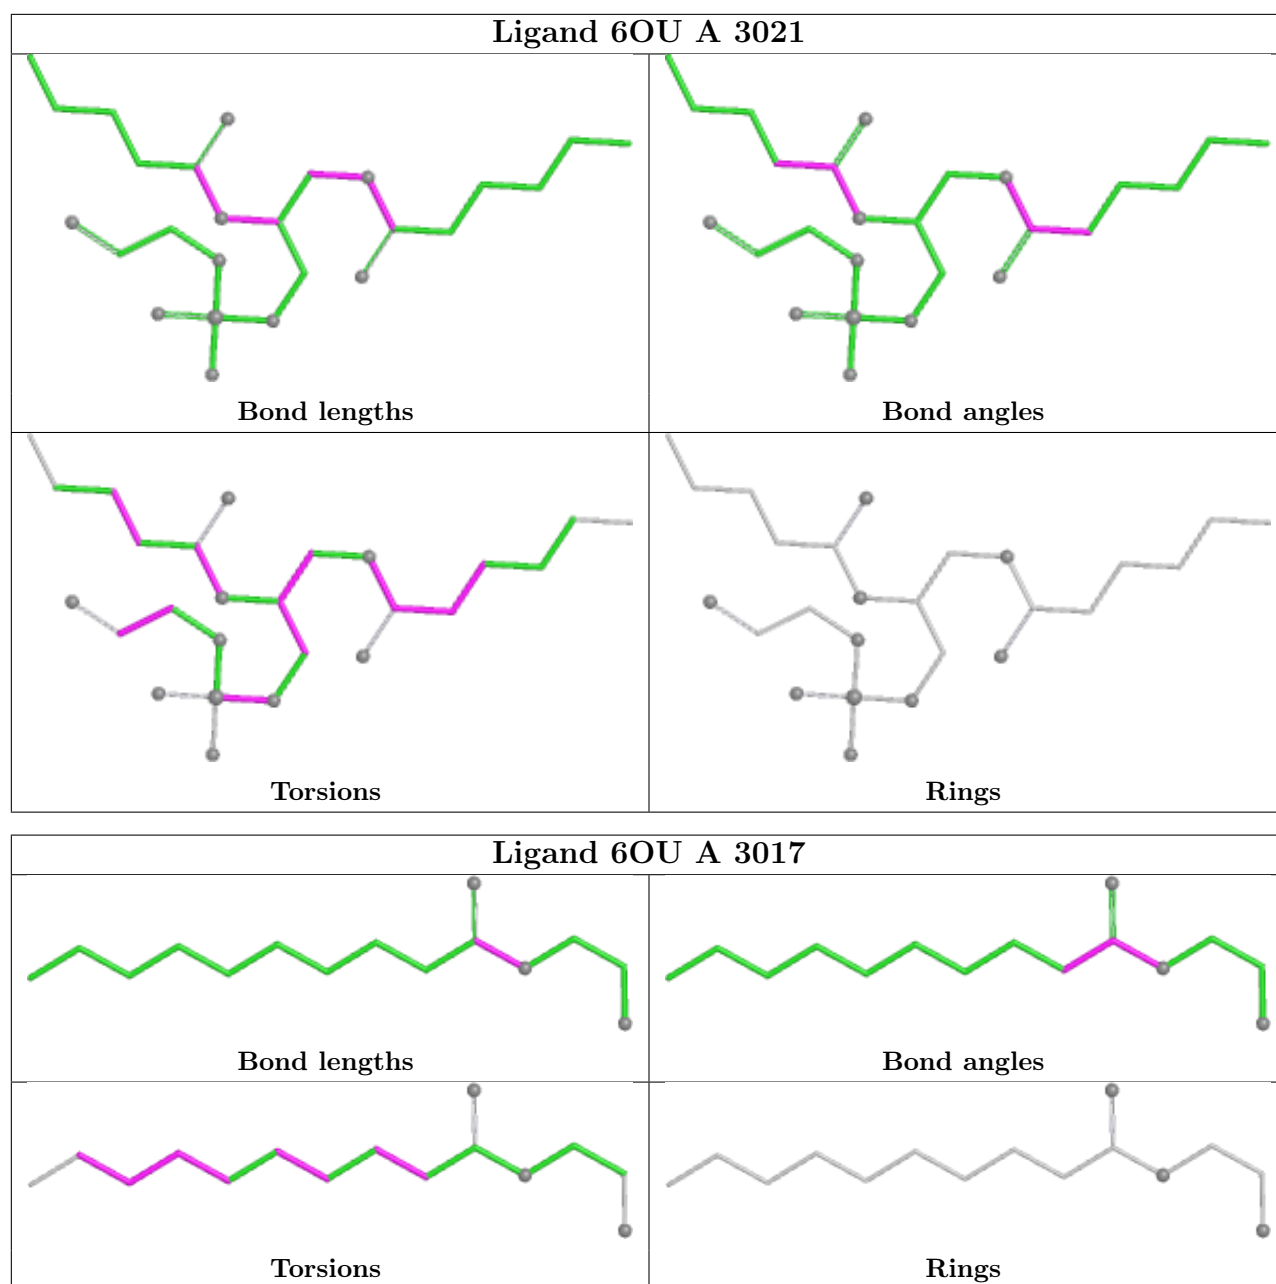 Ligand 6OU A 3021
Bond lengths
Bond angles
Torsions
Rings
Ligand 6OU A 3017
Bond lengths
Bond angles
Torsions
Rings